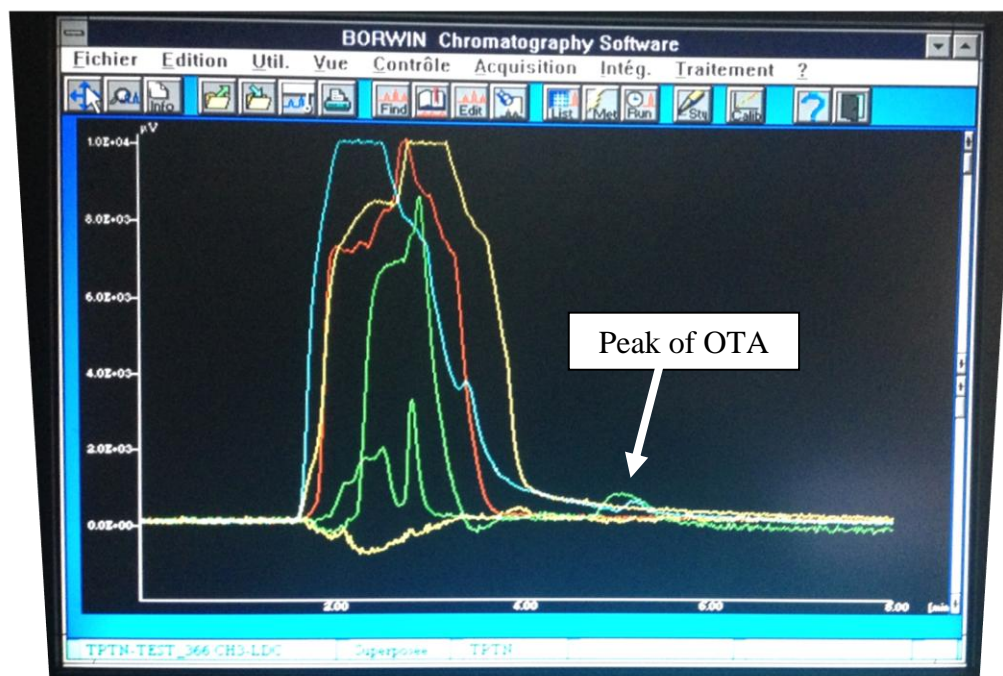 BORWIN Chromatography Software
Fichier Edition Util. Vue Contrôle Acquisition Intég. Traitement ?
Info Find Edit List Met Run Stq Calib
µV
1.0E+04
8.0E+03
6.0E+03
4.0E+03
2.0E+03
0.0E+00
Peak of OTA
2.00 4.00 6.00 8.00 [min
TPTN-TEST_366 CH3-LDC Superposée TPTN